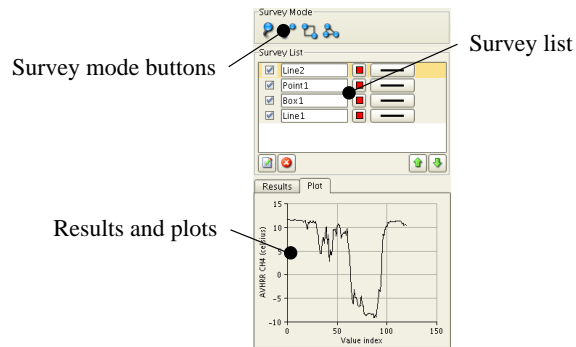 Survey Mode
Survey mode buttons
Survey list
Survey List
Line2
Point1
Box1
Line1
Results Plot
Results and plots
AVHRR CH4 (celsius)
15
10
5
0
-5
-10
0 50 100 150
Value index